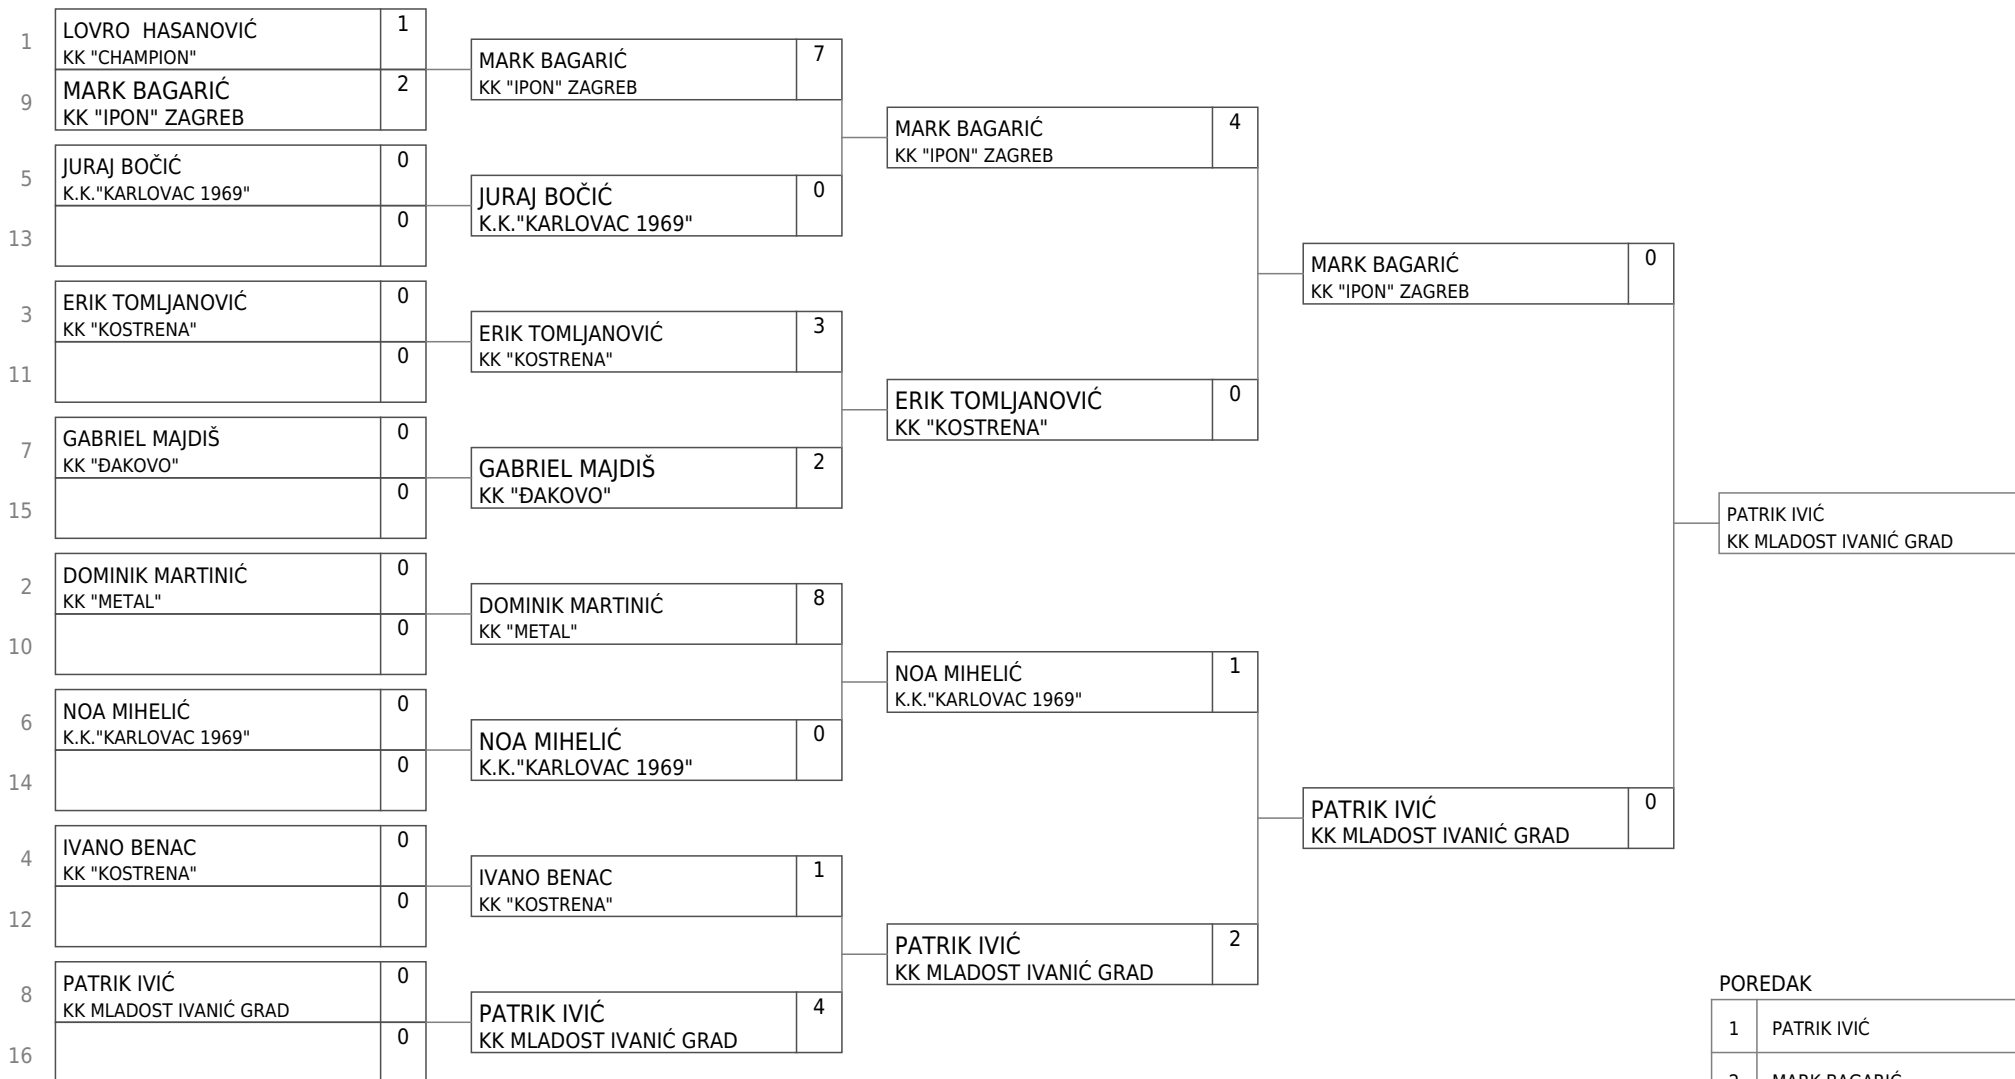 1
LOVRO  HASANOVIĆ
KK "CHAMPION"
1
9
MARK BAGARIĆ
KK "IPON" ZAGREB
2
5
JURAJ BOČIĆ
K.K."KARLOVAC 1969"
0
13
0
3
ERIK TOMLJANOVIĆ
KK "KOSTRENA"
0
11
0
7
GABRIEL MAJDIŠ
KK "ĐAKOVO"
0
15
0
2
DOMINIK MARTINIĆ
KK "METAL"
0
10
0
6
NOA MIHELIĆ
K.K."KARLOVAC 1969"
0
14
0
4
IVANO BENAC
KK "KOSTRENA"
0
12
0
8
PATRIK IVIĆ
KK MLADOST IVANIĆ GRAD
0
16
0
MARK BAGARIĆ
KK "IPON" ZAGREB
7
JURAJ BOČIĆ
K.K."KARLOVAC 1969"
0
ERIK TOMLJANOVIĆ
KK "KOSTRENA"
3
GABRIEL MAJDIŠ
KK "ĐAKOVO"
2
DOMINIK MARTINIĆ
KK "METAL"
8
NOA MIHELIĆ
K.K."KARLOVAC 1969"
0
IVANO BENAC
KK "KOSTRENA"
1
PATRIK IVIĆ
KK MLADOST IVANIĆ GRAD
4
MARK BAGARIĆ
KK "IPON" ZAGREB
4
ERIK TOMLJANOVIĆ
KK "KOSTRENA"
0
NOA MIHELIĆ
K.K."KARLOVAC 1969"
1
PATRIK IVIĆ
KK MLADOST IVANIĆ GRAD
2
MARK BAGARIĆ
KK "IPON" ZAGREB
0
PATRIK IVIĆ
KK MLADOST IVANIĆ GRAD
0
PATRIK IVIĆ
KK MLADOST IVANIĆ GRAD
POREDAK
1 PATRIK IVIĆ
2 MARK BAGARIĆ